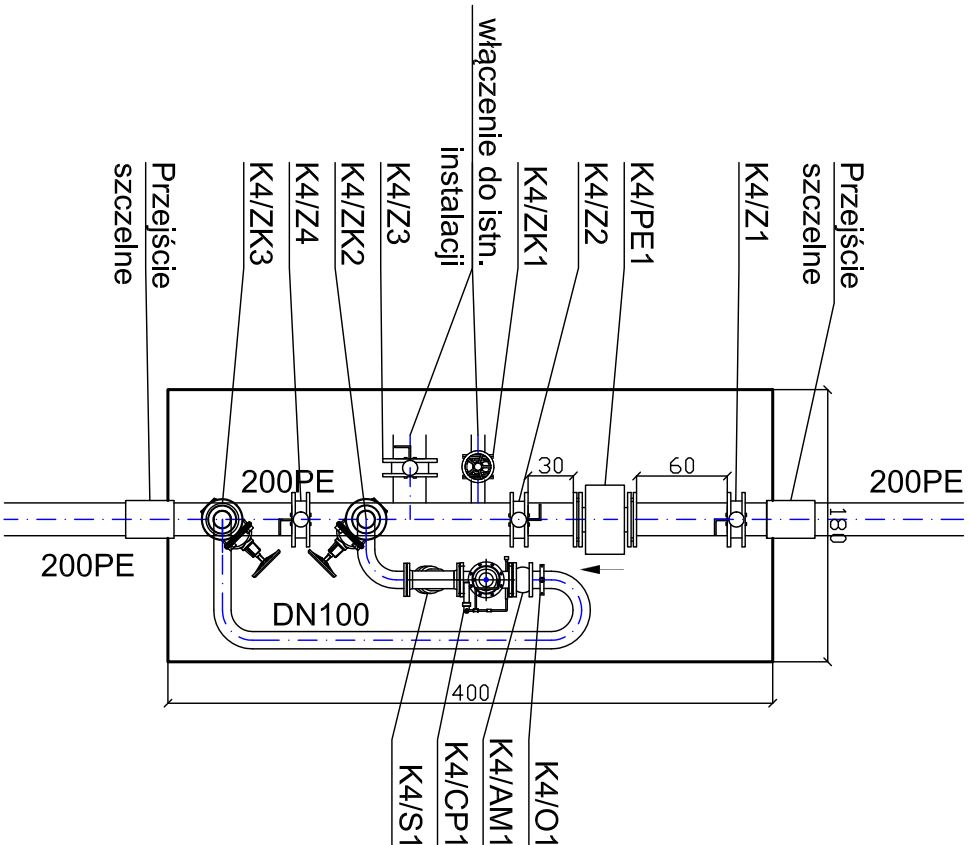 włączenie do istn.
instalacji
Przejście
szczelne
K4/ZK3
K4/Z4
K4/ZK2
K4/Z3
K4/ZK1
K4/Z2
K4/PE1
K4/Z1
Przejście
szczelne
200PE
30
60
200PE
180
200PE
DN100
400
K4/S1
K4/CP1
K4/AM1
K4/O1